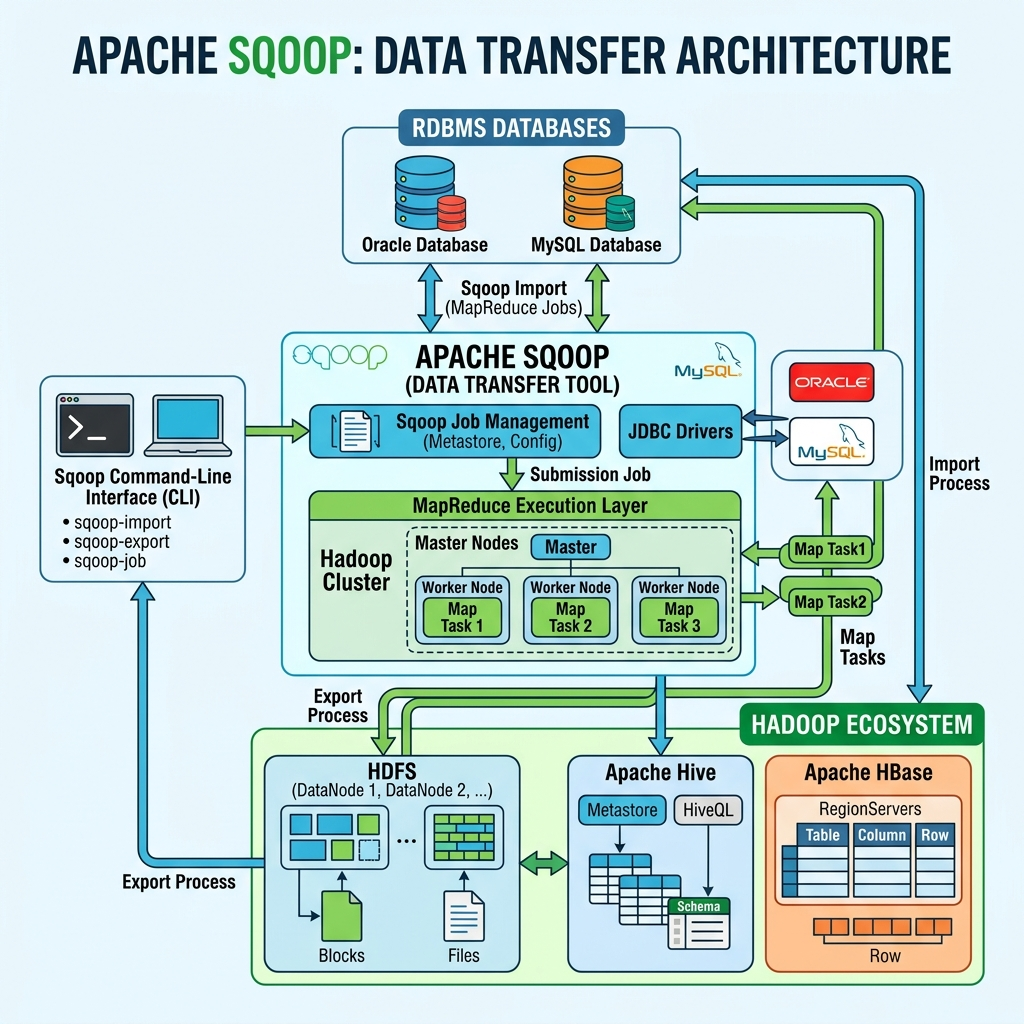 APACHE SQOOP: DATA TRANSFER ARCHITECTURE
RDBMS DATABASES
Oracle Database
MySQL Database
Sqoop Import
(MapReduce Jobs)
sqoop
APACHE SQOOP
(DATA TRANSFER TOOL)
MySQL
Sqoop Job Management
(Metastore, Config)
JDBC Drivers
ORACLE
MySQL
>_
Sqoop Command-Line
Interface (CLI)
• sqoop-import
• sqoop-export
• sqoop-job
Submission Job
MapReduce Execution Layer
Hadoop
Cluster
Master Nodes
Master
Worker Node
Map
Task 1
Worker Node
Map
Task 2
Worker Node
Map
Task 3
Map Task1
Map Task2
Map
Tasks
Import
Process
Export
Process
Export Process
HADOOP ECOSYSTEM
HDFS
(DataNode 1, DataNode 2, ...)
...
Blocks
Files
Apache Hive
Metastore
HiveQL
Schema
Apache HBase
RegionServers
Table
Column
Row
Row